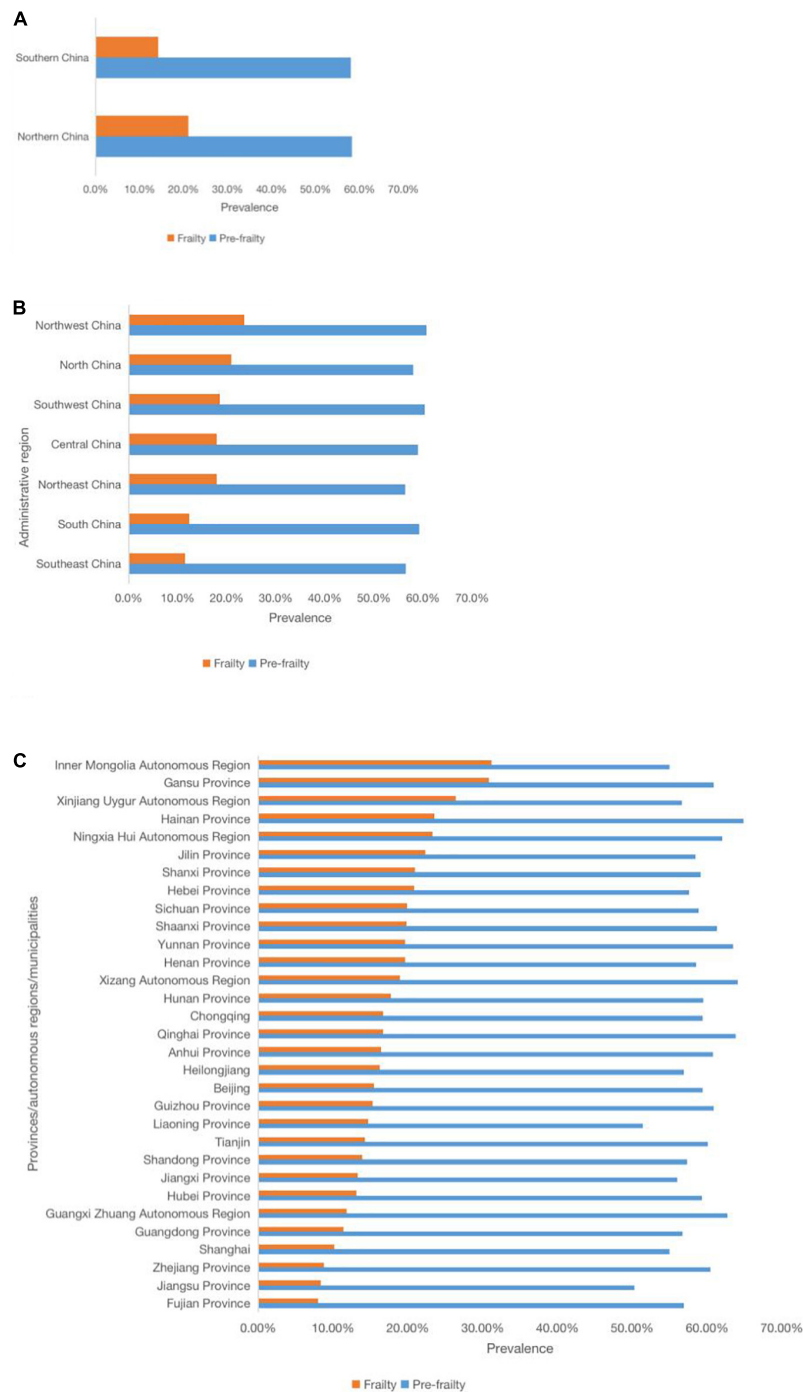 A
Southern China
Northern China
0.0% 10.0% 20.0% 30.0% 40.0% 50.0% 60.0% 70.0%
Prevalence
Frailty Pre-frailty
B
Administrative region
Northwest China
North China
Southwest China
Central China
Northeast China
South China
Southeast China
0.0% 10.0% 20.0% 30.0% 40.0% 50.0% 60.0% 70.0%
Prevalence
Frailty Pre-frailty
C
Provinces/autonomous regions/municipalities
Inner Mongolia Autonomous Region
Gansu Province
Xinjiang Uygur Autonomous Region
Hainan Province
Ningxia Hui Autonomous Region
Jilin Province
Shanxi Province
Hebei Province
Sichuan Province
Shaanxi Province
Yunnan Province
Henan Province
Xizang Autonomous Region
Hunan Province
Chongqing
Qinghai Province
Anhui Province
Heilongjiang
Beijing
Guizhou Province
Liaoning Province
Tianjin
Shandong Province
Jiangxi Province
Hubei Province
Guangxi Zhuang Autonomous Region
Guangdong Province
Shanghai
Zhejiang Province
Jiangsu Province
Fujian Province
0.00% 10.00% 20.00% 30.00% 40.00% 50.00% 60.00% 70.00%
Prevalence
Frailty Pre-frailty